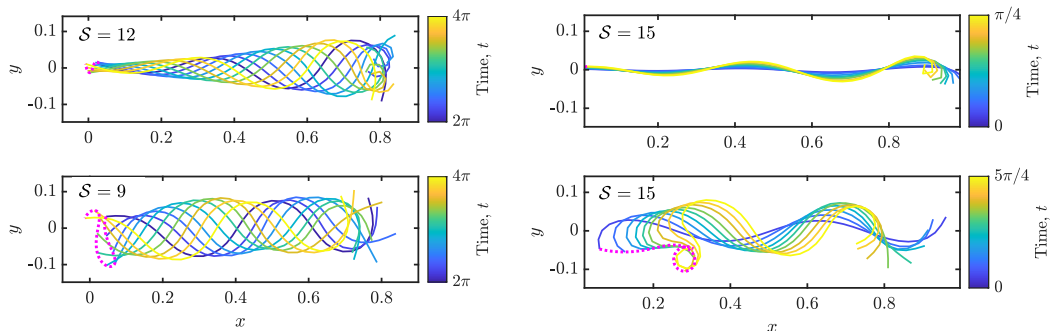 0.1
0
-0.1
y
S = 12
0
0.2
0.4
0.6
0.8
4π
2π
Time, t
0.1
0
-0.1
y
S = 15
0.2
0.4
0.6
0.8
π/4
0
Time, t
0.1
0
-0.1
y
S = 9
0
0.2
0.4
0.6
0.8
x
4π
2π
Time, t
0.1
0
-0.1
y
S = 15
0.2
0.4
0.6
0.8
x
5π/4
0
Time, t